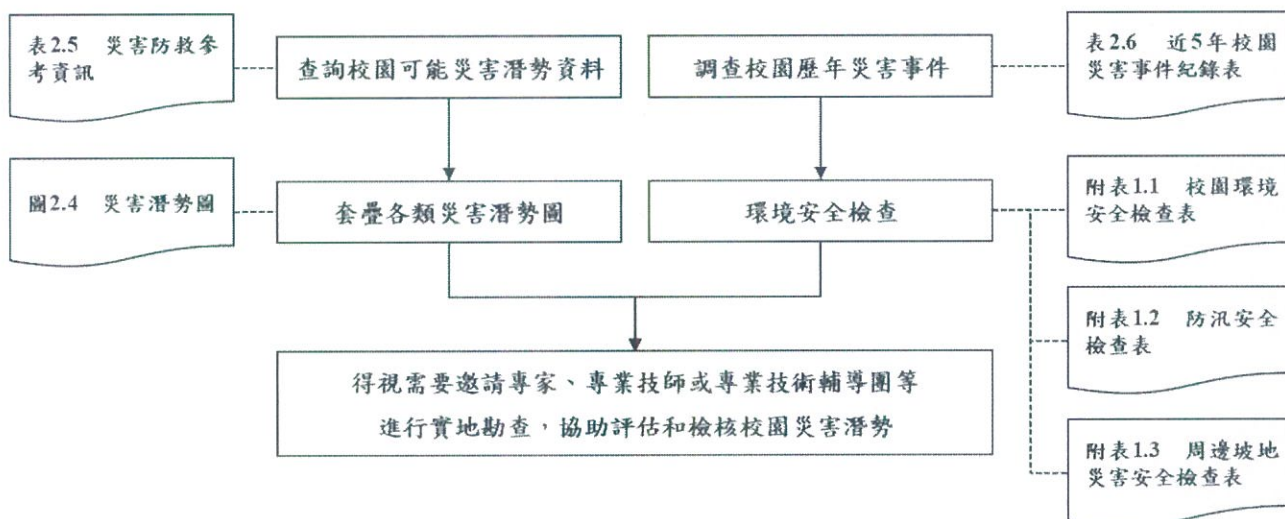 表2.5 災害防救參
考資訊
查詢校園可能災害潛勢資料
調查校園歷年災害事件
表2.6 近5年校園
災害事件紀錄表
圖2.4 災害潛勢圖
套疊各類災害潛勢圖
環境安全檢查
附表1.1 校園環境
安全檢查表
附表1.2 防汛安全
檢查表
得視需要邀請專家、專業技師或專業技術輔導團等
進行實地勘查，協助評估和檢核校園災害潛勢
附表1.3 周邊坡地
災害安全檢查表